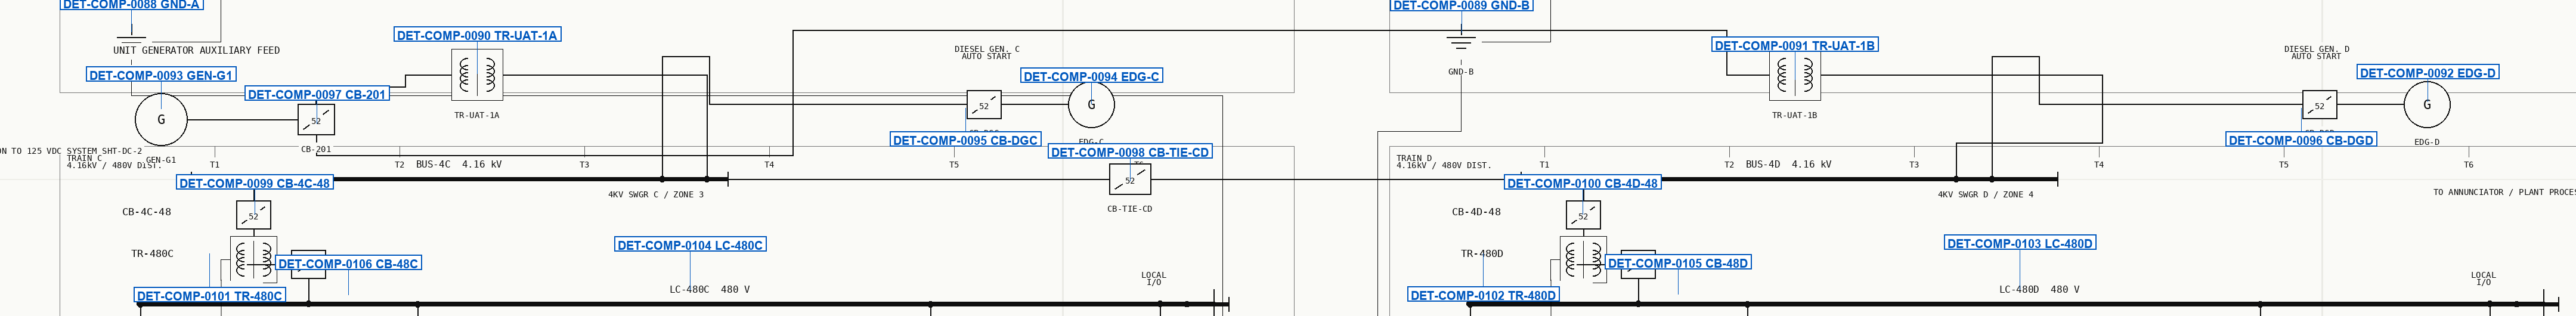 DET-COMP-0088 GND-A
DET-COMP-0089 GND-B
DET-COMP-0090 TR-UAT-1A
DET-COMP-0091 TR-UAT-1B
UNIT GENERATOR AUXILIARY FEED
DIESEL GEN. C
AUTO START
DIESEL GEN. D
AUTO START
DET-COMP-0093 GEN-G1
DET-COMP-0094 EDG-C
GND-B
DET-COMP-0092 EDG-D
DET-COMP-0097 CB-201
G
52
TR-UAT-1A
52
G
TR-UAT-1B
52
G
DET-COMP-0095 CB-DGC
EDG-C
DET-COMP-0096 CB-DGD
EDG-D
CB-201
ON TO 125 VDC SYSTEM SHT-DC-2
GEN-G1
DET-COMP-0098 CB-TIE-CD
TRAIN C
4.16kV / 480V DIST.
T1
T2
BUS-4C 4.16 kV
T3
T4
T5
TRAIN D
4.16kV / 480V DIST.
T1
T2
BUS-4D 4.16 kV
T3
T4
T5
T6
DET-COMP-0099 CB-4C-48
52
DET-COMP-0100 CB-4D-48
4KV SWGR C / ZONE 3
4KV SWGR D / ZONE 4
TO ANNUNCIATOR / PLANT
CB-TIE-CD
CB-4C-48
52
CB-4D-48
52
TR-480C
DET-COMP-0104 LC-480C
TR-480D
DET-COMP-0103 LC-480D
DET-COMP-0106 CB-48C
DET-COMP-0105 CB-48D
LOCAL
I/O
LOCAL
I/O
DET-COMP-0101 TR-480C
LC-480C 480 V
DET-COMP-0102 TR-480D
LC-480D 480 V